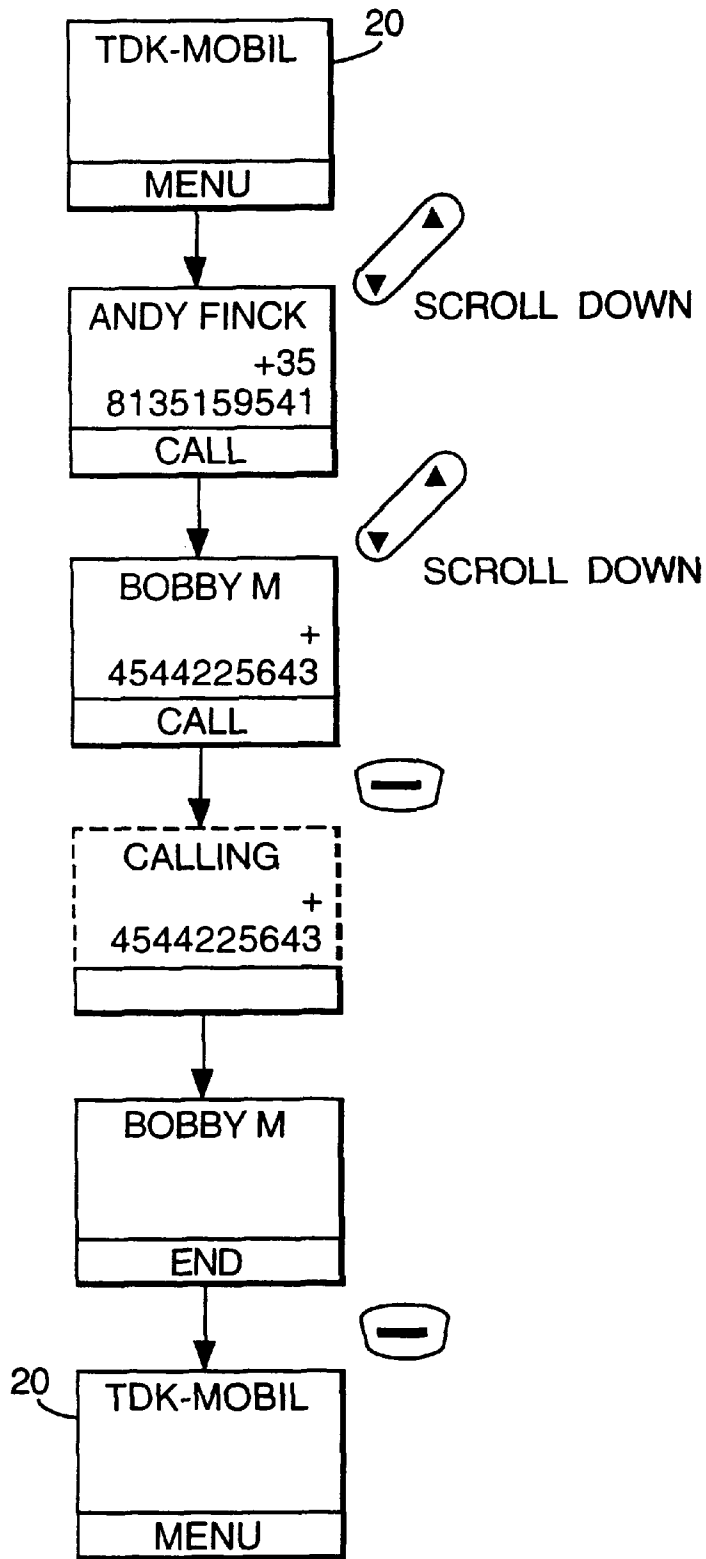 20
TDK-MOBIL
MENU
SCROLL DOWN
ANDY FINCK
+35
8135159541
CALL
SCROLL DOWN
BOBBY M
+
4544225643
CALL
CALLING
+
4544225643
BOBBY M
END
20
TDK-MOBIL
MENU